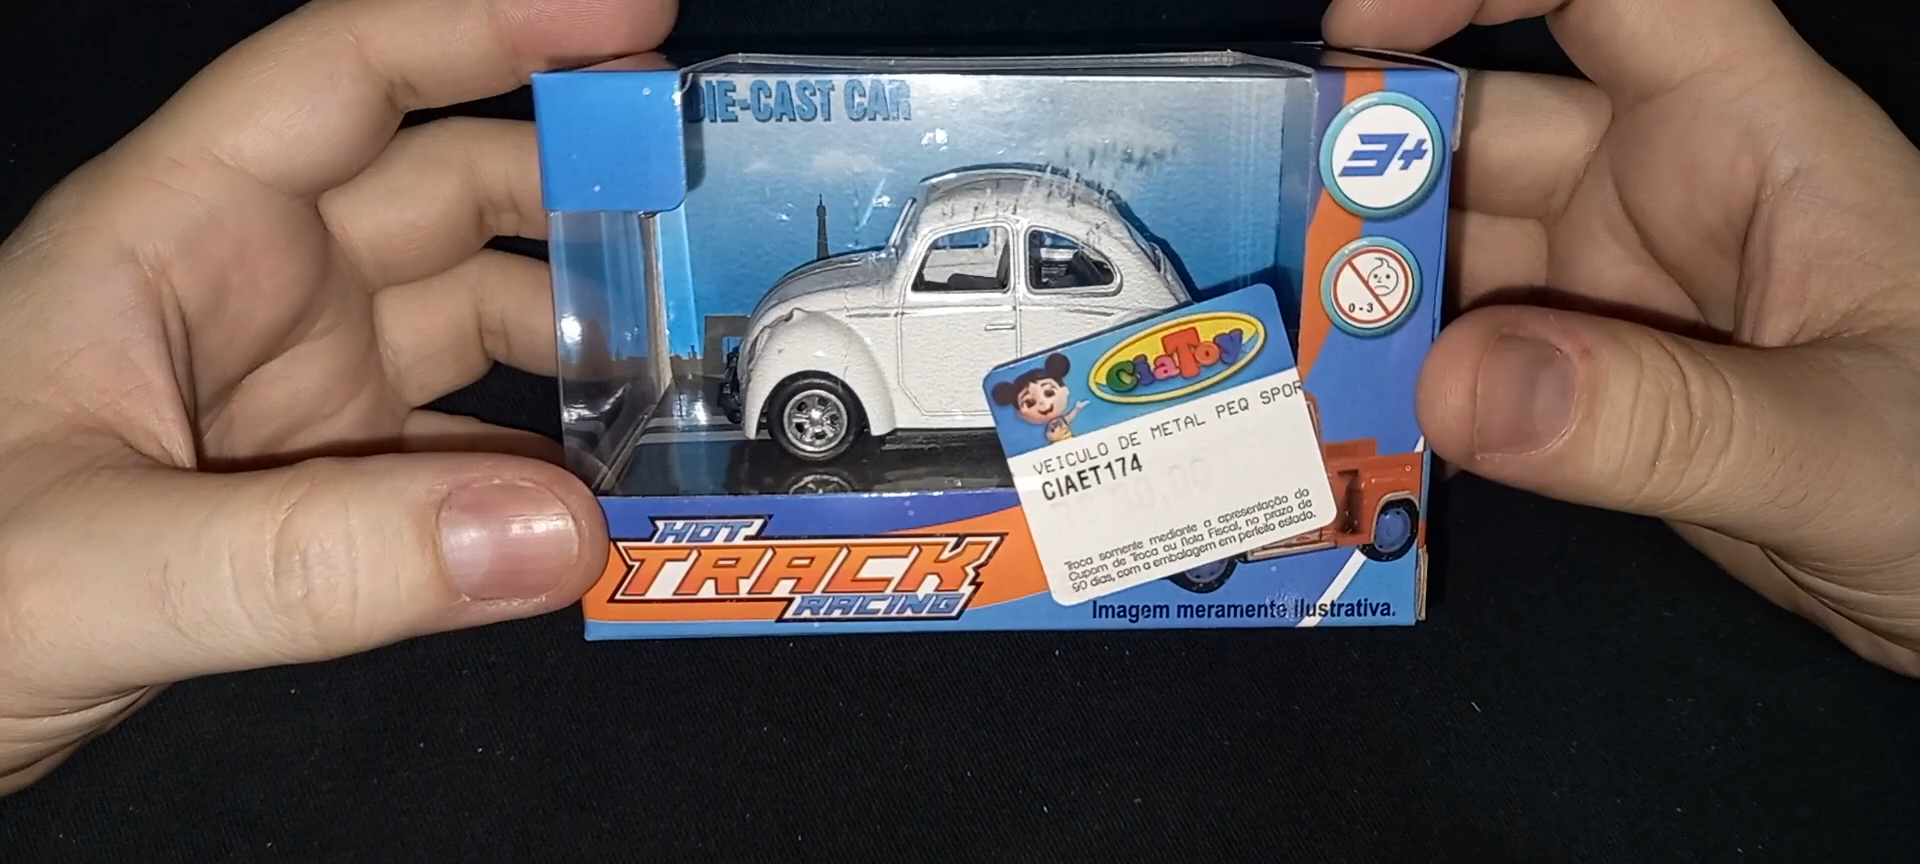 DIE-CAST CAR
3+
0-3
CiaToy
VEICULO DE METAL PEQ SPOR
CIAET174
30,00
Troca somente mediante a apresentação do
Cupom de Troca ou Nota Fiscal, no prazo de
90 dias, com a embalagem em perfeito estado.
HOT
TRACK
RACING
Imagem meramente ilustrativa.